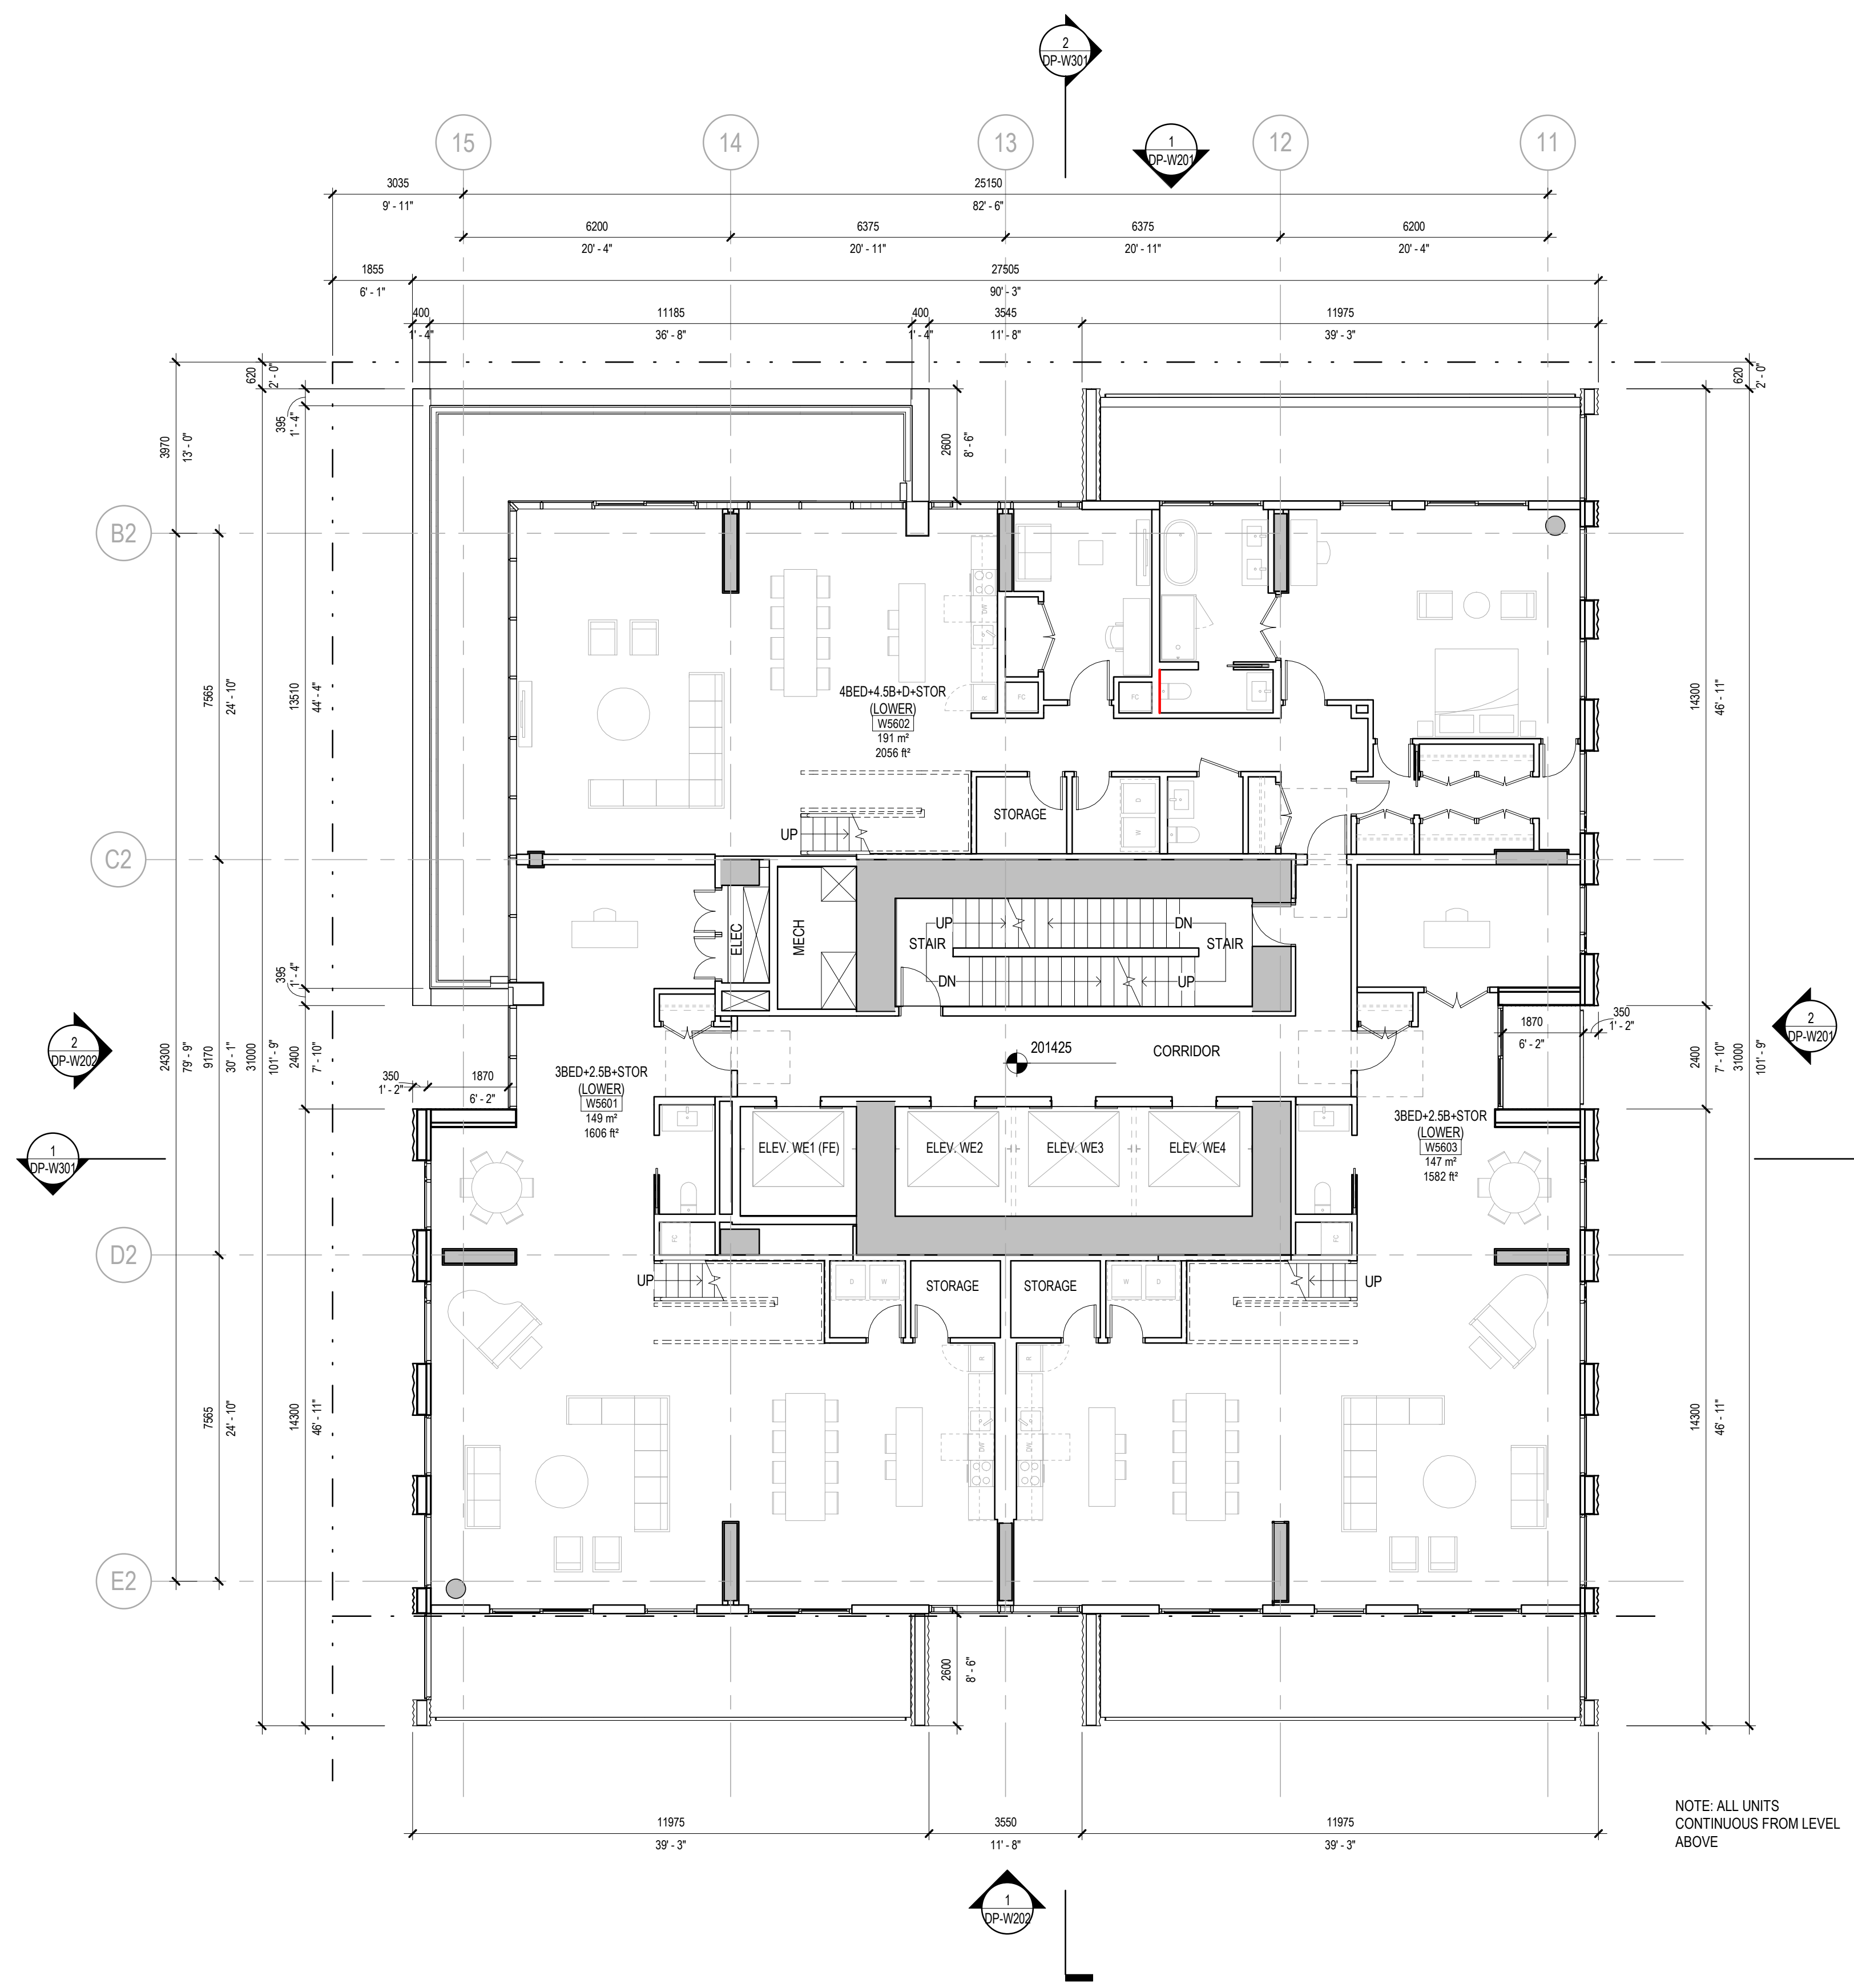 2
DP-W301
15
14
13
12
11
1
DP-W201
3035
25150
9' - 11"
82' - 6"
6200
6375
6375
6200
20' - 4"
20' - 11"
20' - 11"
20' - 4"
1855
27505
6' - 1"
90' - 3"
400
11185
400
3545
11975
1' - 4"
36' - 8"
1' - 4"
11' - 8"
39' - 3"
620
2' - 0"
620
2' - 0"
395
1' - 4"
3970
13' - 0"
2600
8' - 6"
B2
DW
7565
24' - 10"
13510
44' - 4"
14300
46' - 11"
4BED+4.5B+D+STOR
(LOWER)
W5602
191 m²
2056 ft²
R
FC
FC
STORAGE
D
W
UP
C2
ELEC
MECH
UP
DN
STAIR
STAIR
DN
UP
395
1' - 4"
2
DP-W202
24300
79' - 9"
9170
30' - 1"
31000
101' - 9"
2400
7' - 10"
201425
CORRIDOR
1870
6' - 2"
350
1' - 2"
2400
7' - 10"
31000
101' - 9"
2
DP-W201
350
1' - 2"
1870
6' - 2"
3BED+2.5B+STOR
(LOWER)
W5601
149 m²
1606 ft²
3BED+2.5B+STOR
(LOWER)
W5603
147 m²
1582 ft²
ELEV. WE1 (FE)
ELEV. WE2
ELEV. WE3
ELEV. WE4
1
DP-W301
FC
FC
D2
UP
D
W
STORAGE
STORAGE
W
D
UP
R
R
7565
24' - 10"
14300
46' - 11"
14300
46' - 11"
DW
DW
E2
2600
8' - 6"
NOTE: ALL UNITS
CONTINUOUS FROM LEVEL
ABOVE
11975
3550
11975
39' - 3"
11' - 8"
39' - 3"
1
DP-W202